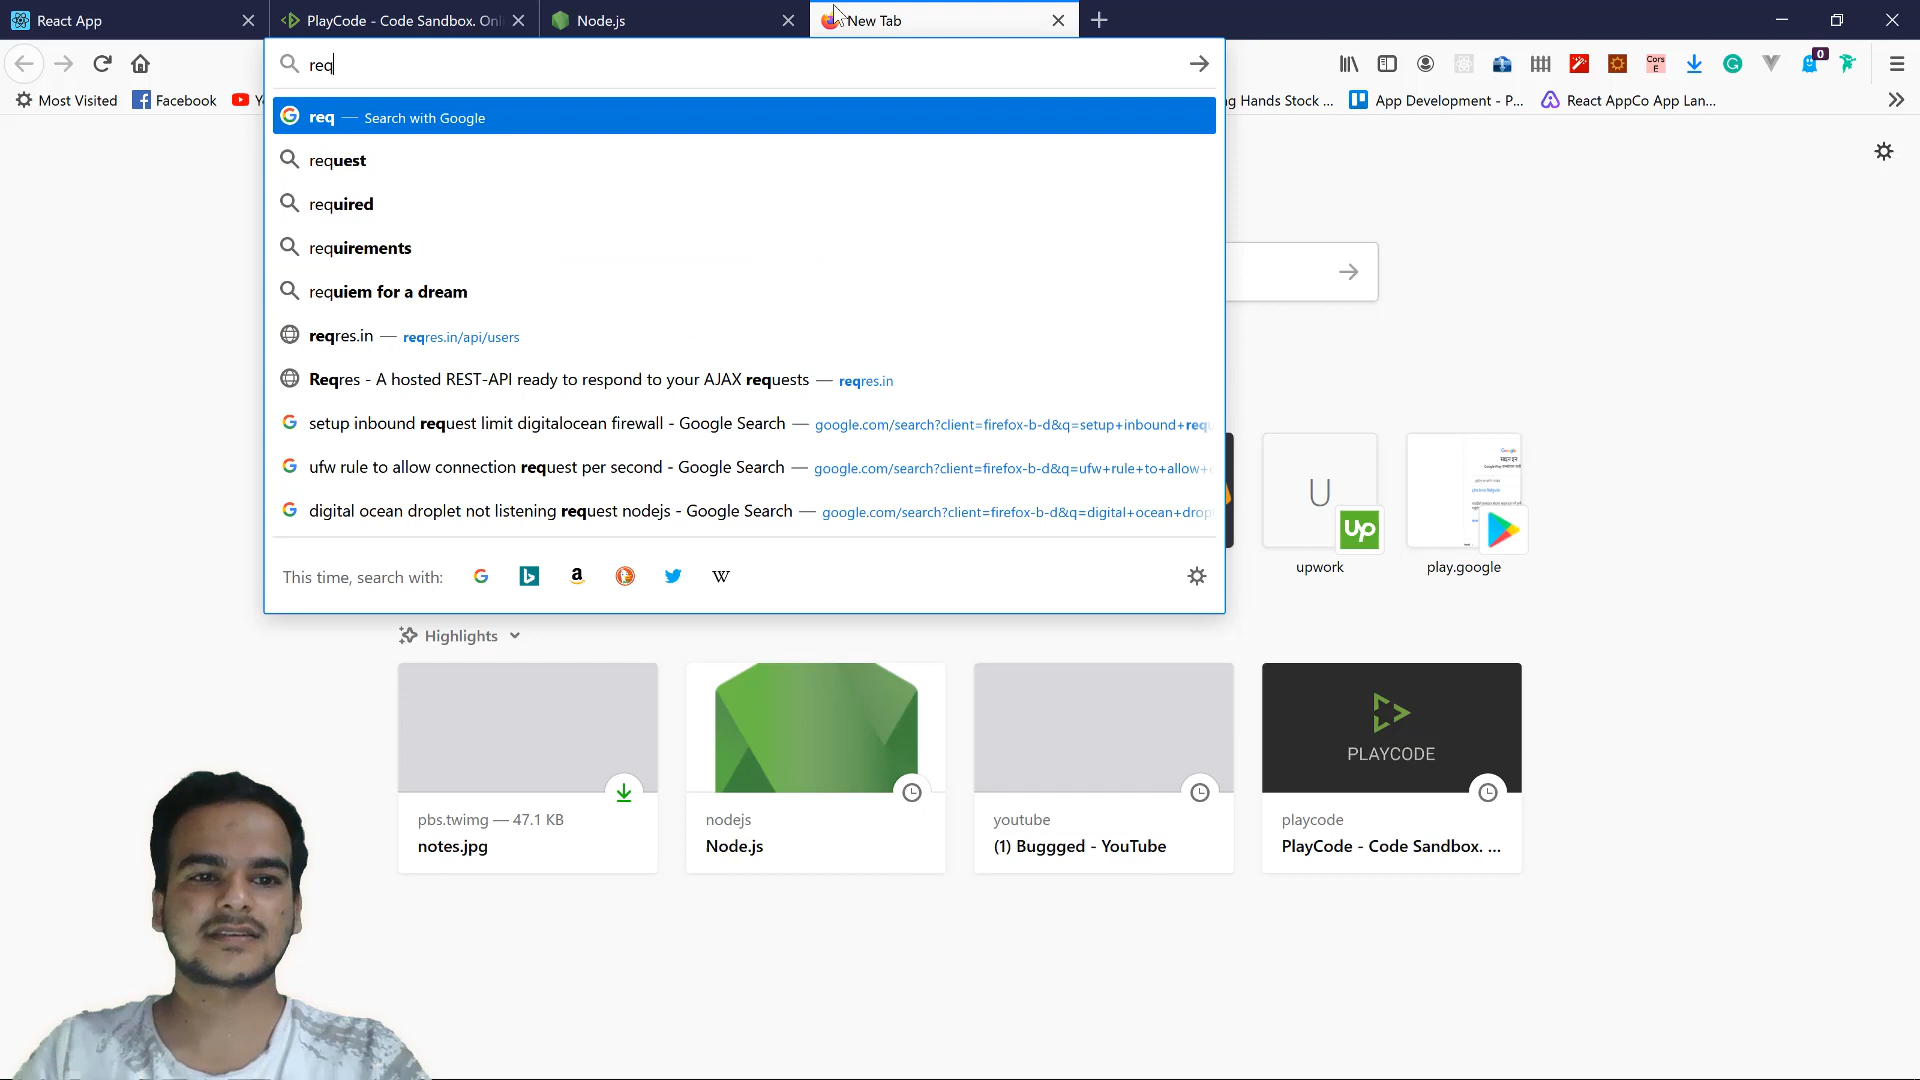 React App
PlayCode - Code Sandbox. Onl
Node.js
New Tab
req
0
Cors
E
Most Visited
Facebook
Y
g Hands Stock ...
App Development - P...
React AppCo App Lan...
req — Search with Google
request
required
requirements
requiem for a dream
reqres.in — reqres.in/api/users
Reqres - A hosted REST-API ready to respond to your AJAX requests — reqres.in
setup inbound request limit digitalocean firewall - Google Search — google.com/search?client=firefox-b-d&q=setup+inbound+requ
ufw rule to allow connection request per second - Google Search — google.com/search?client=firefox-b-d&q=ufw+rule+to+allow+c
digital ocean droplet not listening request nodejs - Google Search — google.com/search?client=firefox-b-d&q=digital+ocean+drop
This time, search with:
U
Up
upwork
play.google
Highlights
PLAYCODE
pbs.twimg — 47.1 KB
notes.jpg
nodejs
Node.js
youtube
(1) Buggged - YouTube
playcode
PlayCode - Code Sandbox. ...